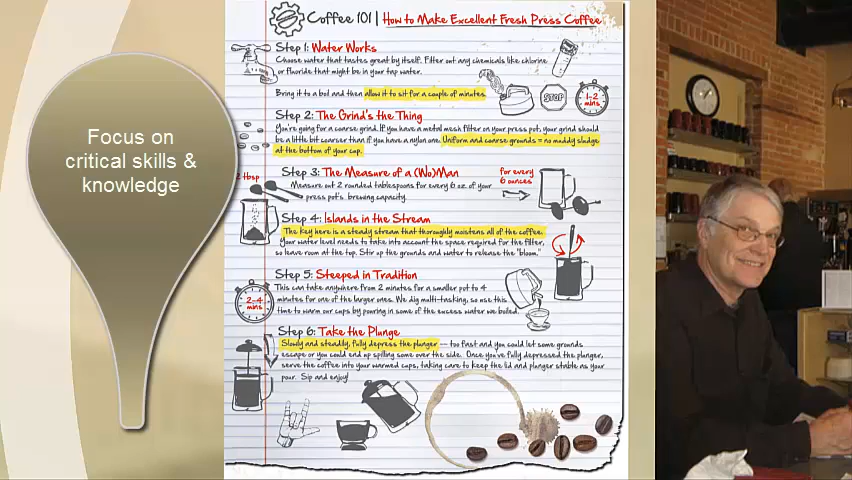 Focus on
critical skills &
knowledge
Coffee 101 | How to Make Excellent Fresh Press Coffee
Step 1: Water Works
Choose water that tastes great by itself. Filter out any chemicals like chlorine
or fluoride that might be in your tap water.
Bring it to a boil and then allow it to sit for a couple of minutes.
STOP
1-2
mins
Step 2: The Grind's the Thing
You're going for a coarse grind. If you have a metal mesh filter on your press pot, your grind should
be a little bit coarser than if you have a nylon one. Uniform and coarse grounds = no muddy sludge
at the bottom of your cup.
Step 3: The Measure of a (Wo)Man
2 tbsp
Measure out 2 rounded tablespoons for every 6 oz of your
press pot's brewing capacity.
for every
6 ounces
Step 4: Islands in the Stream
The key here is a steady stream that thoroughly moistens all of the coffee.
Your water level needs to take into account the space required for the filter,
so leave room at the top. Stir up the grounds and water to release the "bloom."
Step 5: Steeped in Tradition
This can take anywhere from 2 minutes for a smaller pot to 4
minutes for one of the larger ones. We dig multi-tasking, so use this
time to warm our cups by pouring in some of the excess water we boiled.
2-4
mins
Step 6: Take the Plunge
Slowly and steadily, fully depress the plunger — too fast and you could let some grounds
escape or you could end up spilling some over the side. Once you've fully depressed the plunger,
serve the coffee into your warmed cups, taking care to keep the lid and plunger stable as your
pour. Sip and enjoy!